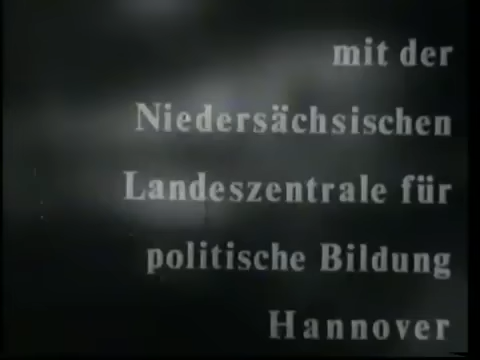 mit der
Niedersächsischen
Landeszentrale für
politische Bildung
Hannover